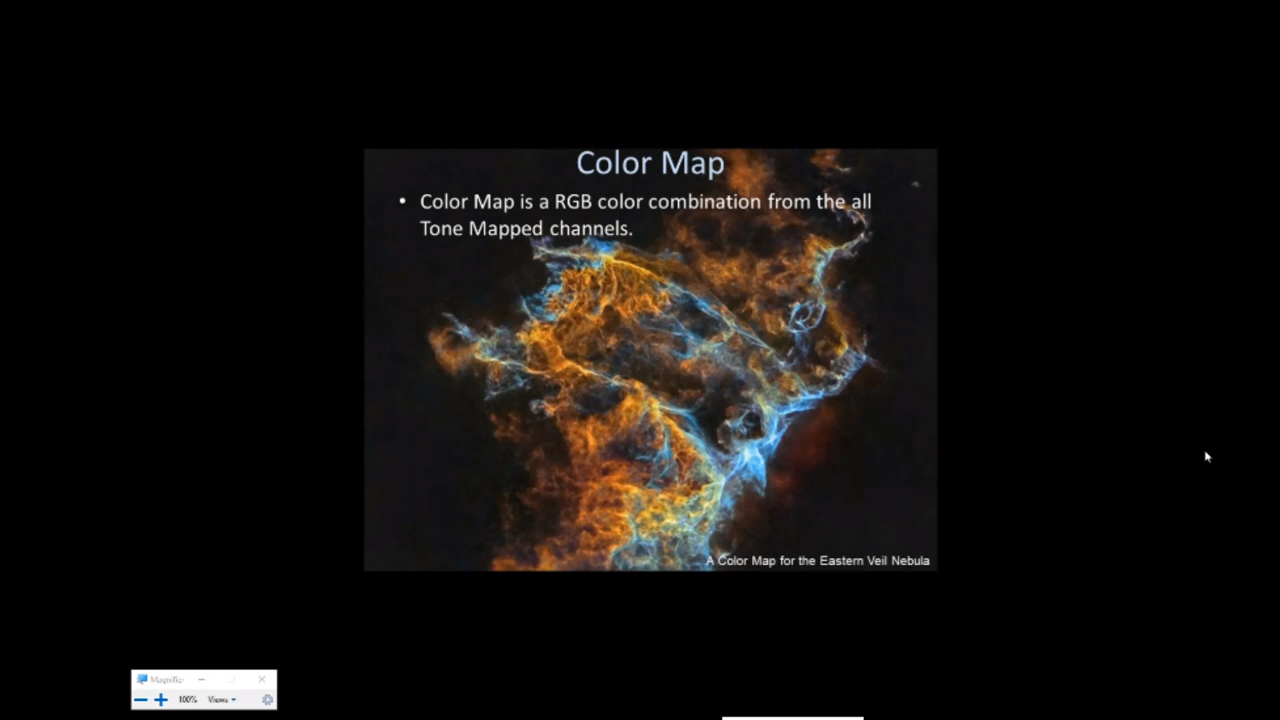 Color Map
• Color Map is a RGB color combination from the all
Tone Mapped channels.
A Color Map for the Eastern Veil Nebula
Magnifier
100% Views